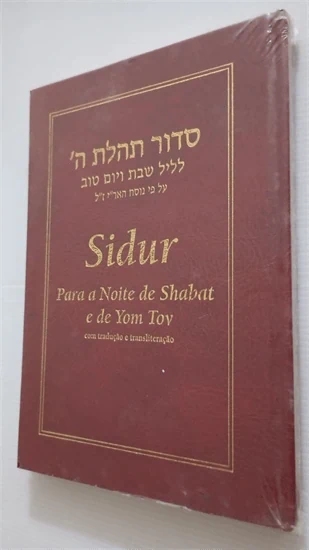 סדור תהלת ה'
לליל שבת ויום טוב
על פי נוסח האר"י ז"ל
Sidur
Para a Noite de Shabat
e de Yom Tov
com tradução e transliteração